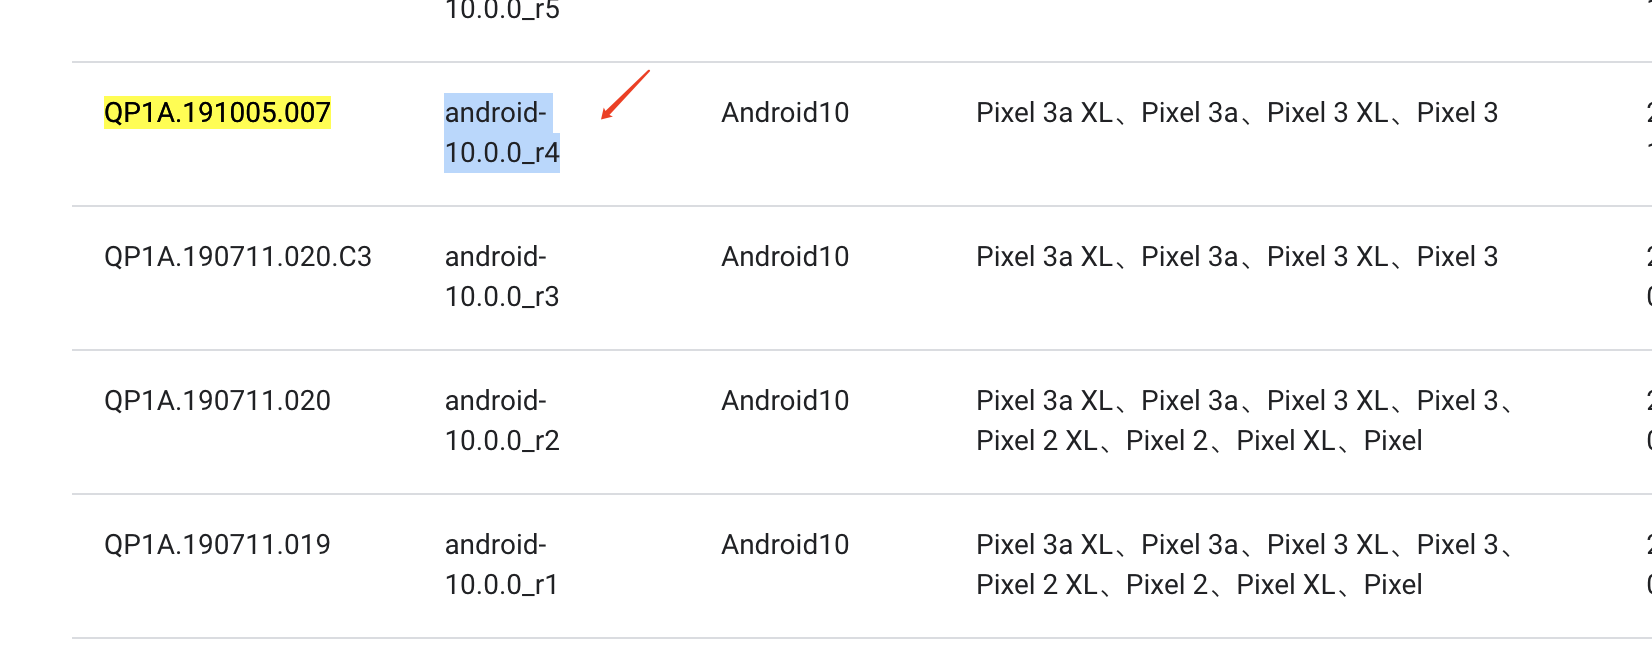 10.0.0_r5
QP1A.191005.007 android- Android10 Pixel 3a XL、Pixel 3a、Pixel 3 XL、Pixel 3
10.0.0_r4
QP1A.190711.020.C3 android- Android10 Pixel 3a XL、Pixel 3a、Pixel 3 XL、Pixel 3
10.0.0_r3
QP1A.190711.020 android- Android10 Pixel 3a XL、Pixel 3a、Pixel 3 XL、Pixel 3、
10.0.0_r2 Pixel 2 XL、Pixel 2、Pixel XL、Pixel
QP1A.190711.019 android- Android10 Pixel 3a XL、Pixel 3a、Pixel 3 XL、Pixel 3、
10.0.0_r1 Pixel 2 XL、Pixel 2、Pixel XL、Pixel